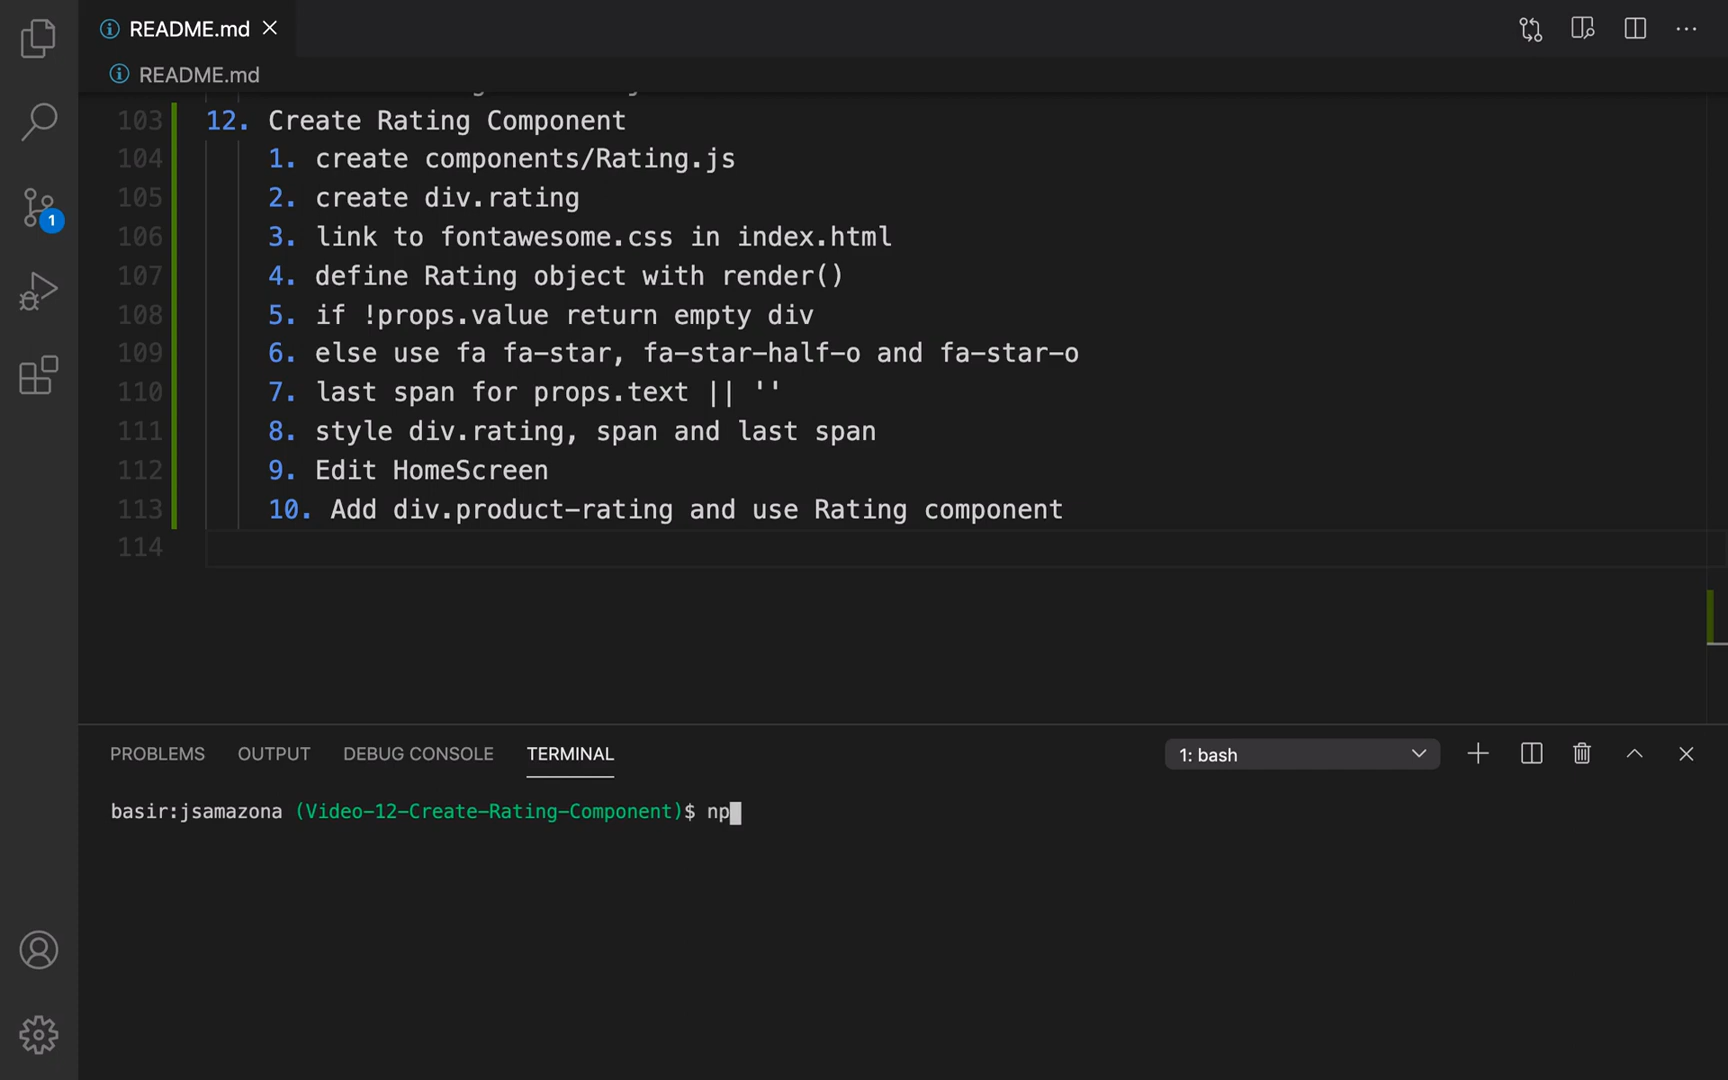 README.md
README.md
103 12. Create Rating Component
104 1. create components/Rating.js
105 2. create div.rating
106 3. link to fontawesome.css in index.html
107 4. define Rating object with render()
108 5. if !props.value return empty div
109 6. else use fa fa-star, fa-star-half-o and fa-star-o
110 7. last span for props.text || ''
111 8. style div.rating, span and last span
112 9. Edit HomeScreen
113 10. Add div.product-rating and use Rating component
114
1
PROBLEMS OUTPUT DEBUG CONSOLE TERMINAL 1: bash
basir:jsamazona (Video-12-Create-Rating-Component)$ np